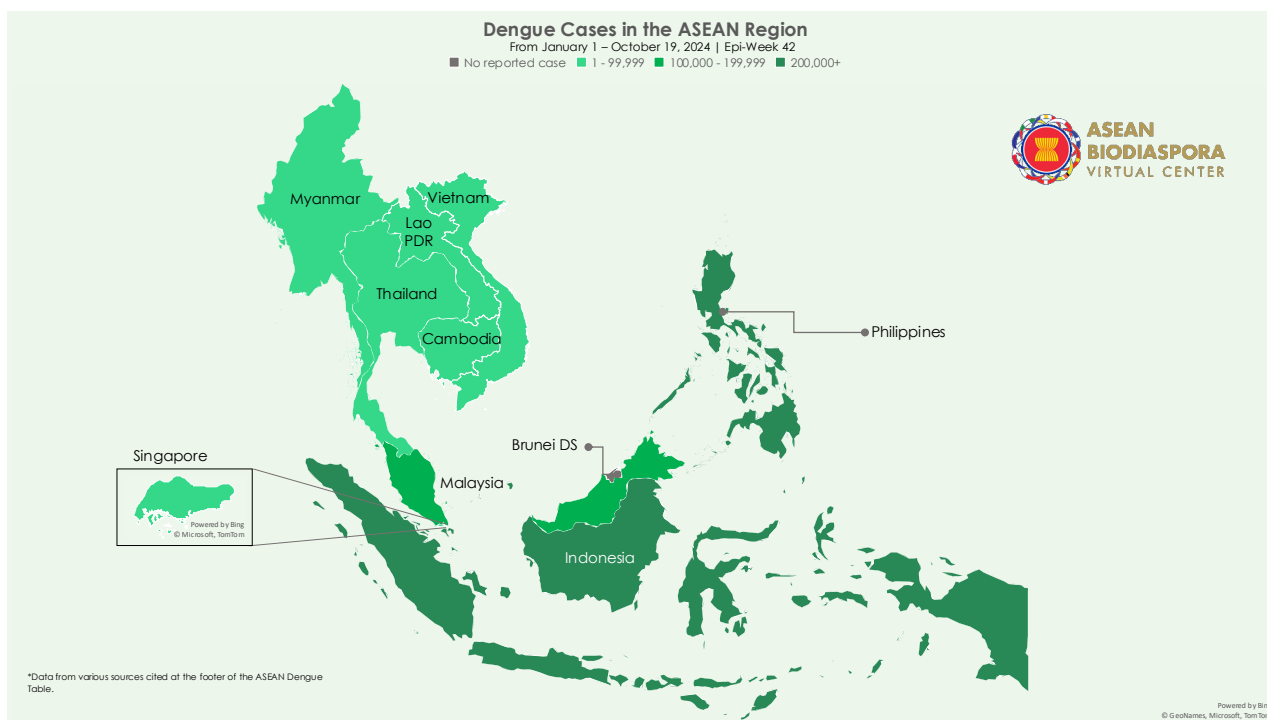 Dengue Cases in the ASEAN Region
From January 1 – October 19, 2024 | Epi-Week 42
No reported case 1 - 99,999 100,000 - 199,999 200,000+
ASEAN
BIODIASPORA
VIRTUAL CENTER
Myanmar
Vietnam
Lao
PDR
Thailand
Cambodia
Philippines
Brunei DS
Singapore
Malaysia
Powered by Bing
© Microsoft, TomTom
Indonesia
*Data from various sources cited at the footer of the ASEAN Dengue
Table.
Powered by Bin
© GeoNames, Microsoft, TomTom